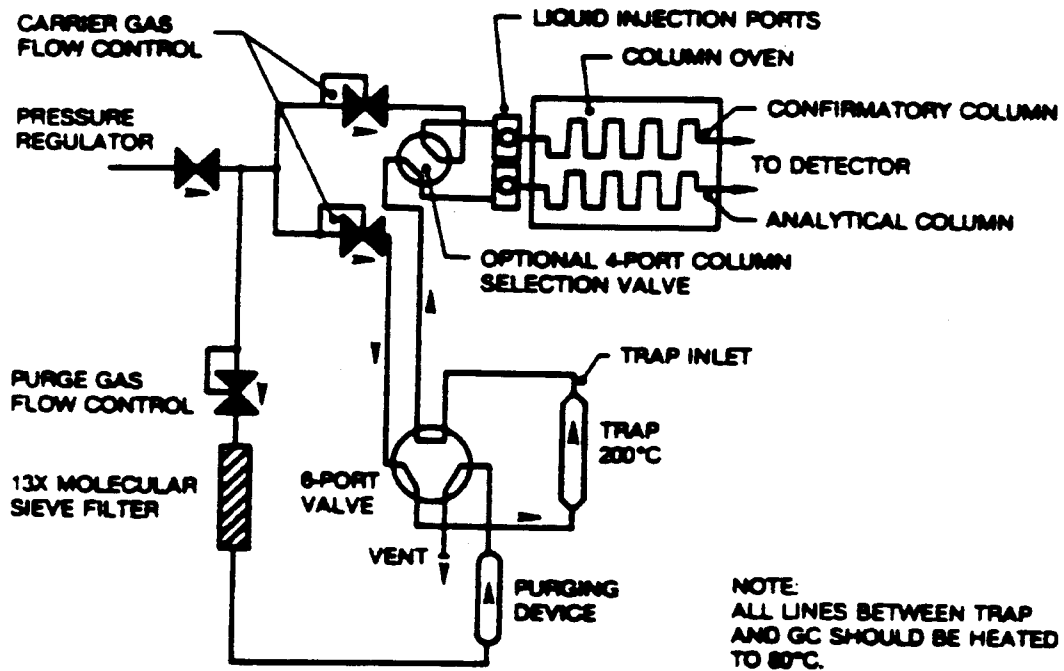 CARRIER GAS
FLOW CONTROL
LIQUID INJECTION PORTS
COLUMN OVEN
PRESSURE
REGULATOR
CONFIRMATORY COLUMN
TO DETECTOR
ANALYTICAL COLUMN
OPTIONAL 4-PORT COLUMN
SELECTION VALVE
PURGE GAS
FLOW CONTROL
TRAP INLET
TRAP
200°C
13X MOLECULAR
SIEVE FILTER
6-PORT
VALVE
VENT
PURGING
DEVICE
NOTE:
ALL LINES BETWEEN TRAP
AND GC SHOULD BE HEATED
TO 80°C.